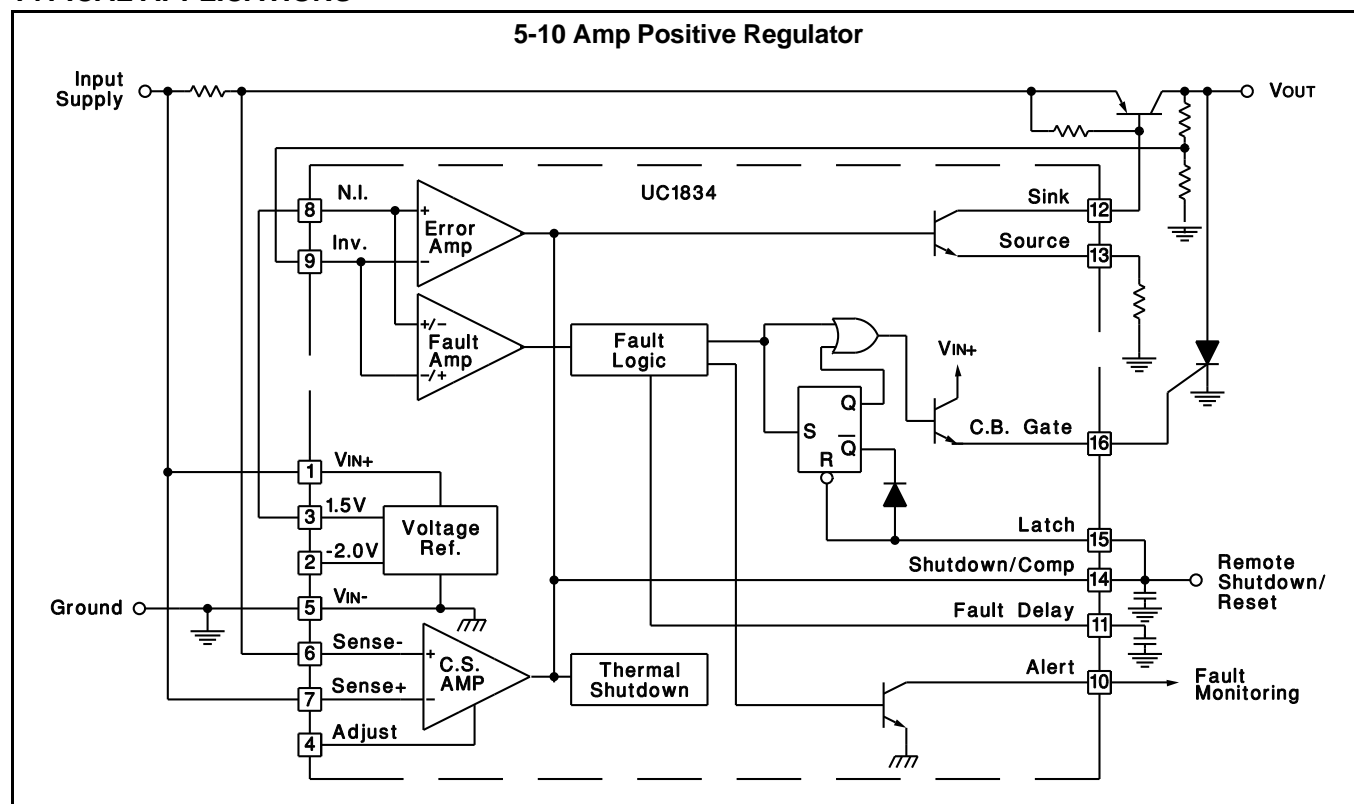 5-10 Amp Positive Regulator
Input
Supply
VOUT
UC1834
N.I.
8
+
Error
Amp
Sink
12
Inv.
9
–
Source
13
+/-
Fault
Amp
-/+
Fault
Logic
VIN+
Q
S
Q
R
C.B. Gate
16
VIN+
1
1.5V
3
-2.0V
2
Voltage
Ref.
Latch
15
Shutdown/Comp
14
Remote
Shutdown/
Reset
Ground
VIN-
5
Fault Delay
11
Sense-
6
+
C.S.
AMP
Sense+
7
–
Thermal
Shutdown
Alert
10
Fault
Monitoring
Adjust
4